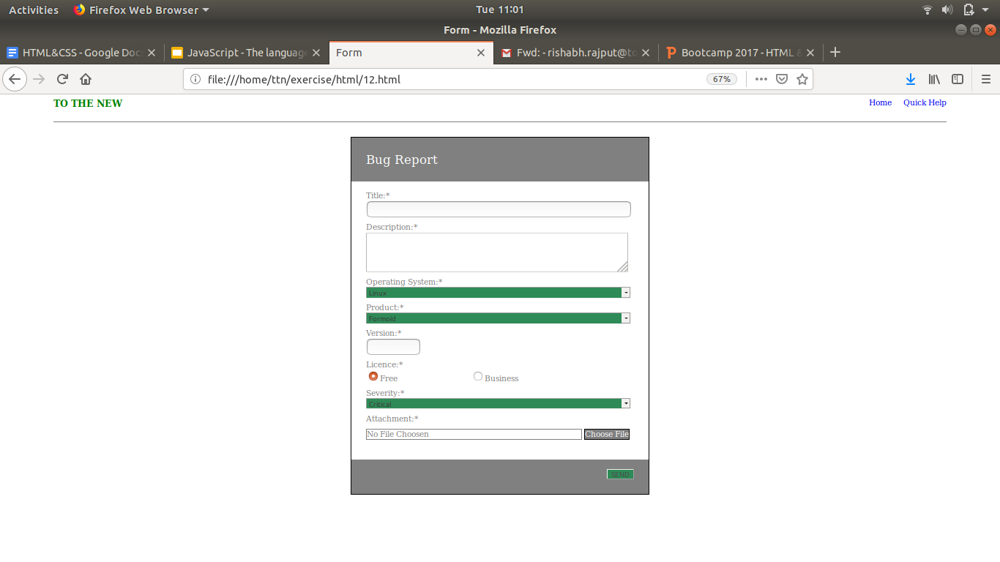 Activities Firefox Web Browser Tue 11:01
Form - Mozilla Firefox
HTML&CSS - Google Doc JavaScript - The language Form Fwd: - rishabh.rajput@to Bootcamp 2017 - HTML &
file:///home/ttn/exercise/html/12.html 67%
TO THE NEW Home Quick Help
Bug Report
Title:*
Description:*
Operating System:*
Linux
Product:*
Formoid
Version:*
Licence:*
Free Business
Severity:*
Critical
Attachment:*
No File Choosen Choose File
SEND